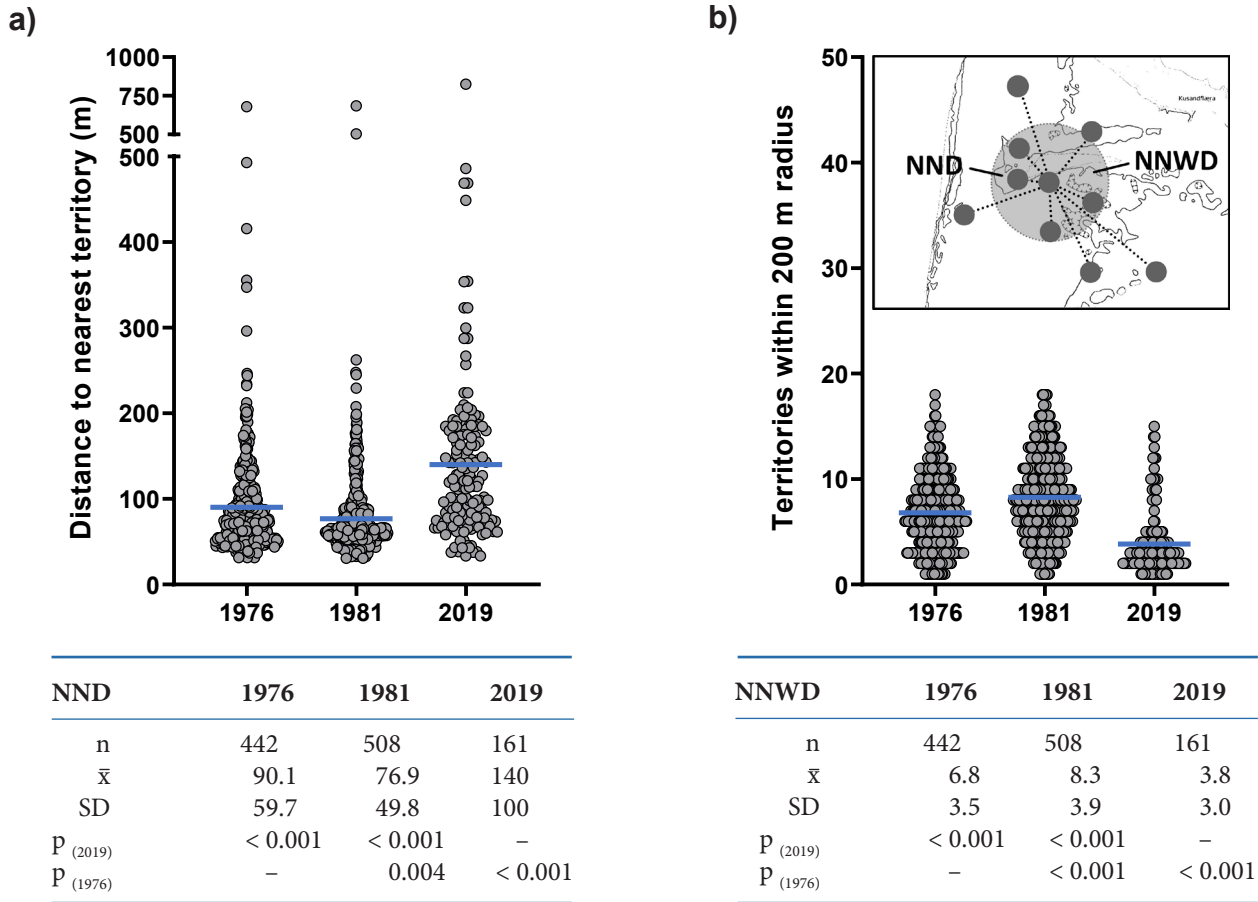 a)
Distance to nearest territory (m)
1000
750
500
500
400
300
200
100
0
1976 1981 2019
NND 1976 1981 2019
n 442 508 161
x̄ 90.1 76.9 140
SD 59.7 49.8 100
p (2019) < 0.001 < 0.001 –
p (1976) – 0.004 < 0.001
b)
Territories within 200 m radius
50
40
30
20
10
0
Kusandflæra
NND NNWD
1976 1981 2019
NNWD 1976 1981 2019
n 442 508 161
x̄ 6.8 8.3 3.8
SD 3.5 3.9 3.0
p (2019) < 0.001 < 0.001 –
p (1976) – < 0.001 < 0.001